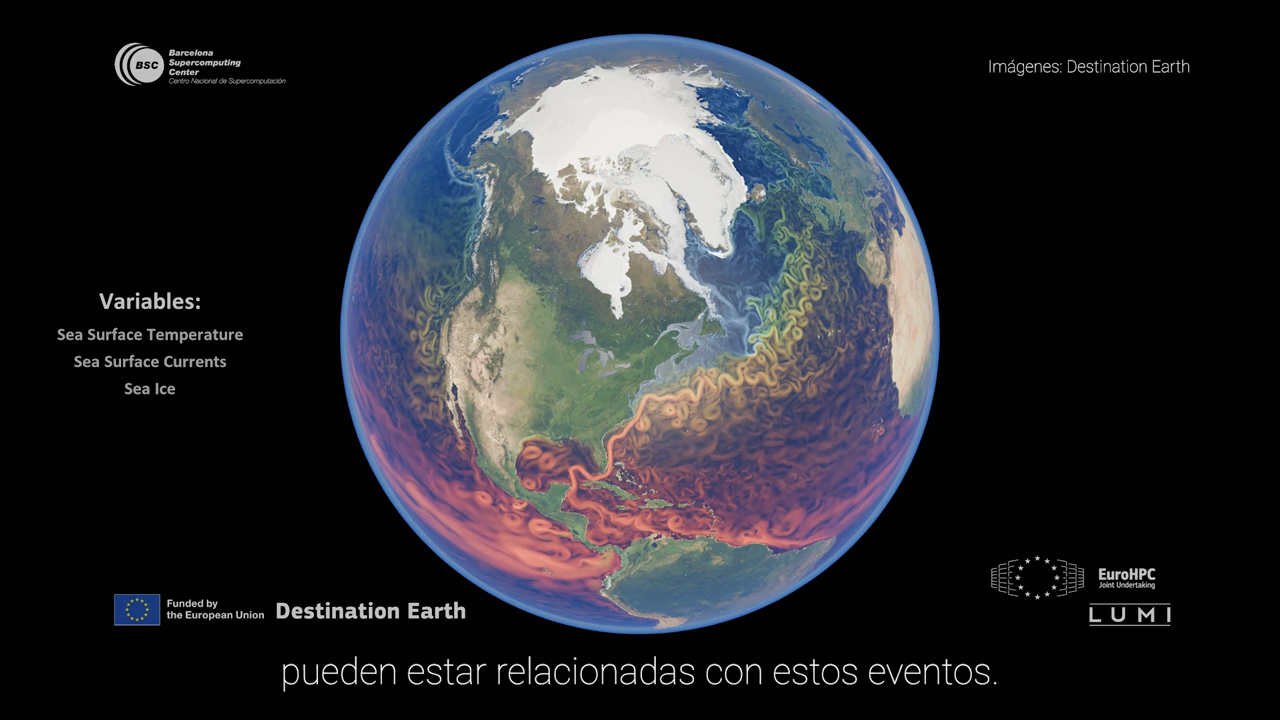 BSC
Barcelona
Supercomputing
Center
Centro Nacional de Supercomputación
Imágenes: Destination Earth
Variables:
Sea Surface Temperature
Sea Surface Currents
Sea Ice
Funded by
the European Union
Destination Earth
EuroHPC
Joint Undertaking
LUMI
pueden estar relacionadas con estos eventos.